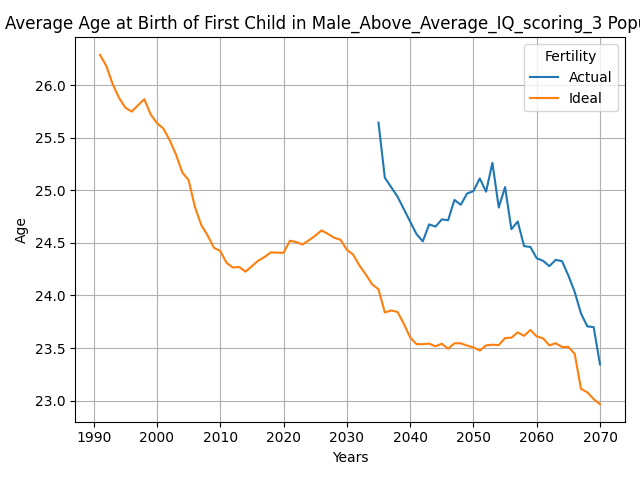 Average Age at Birth of First Child in Male_Above_Average_IQ_scoring_3 Popu
Fertility
Actual
Ideal
Age
26.0
25.5
25.0
24.5
24.0
23.5
23.0
1990 2000 2010 2020 2030 2040 2050 2060 2070
Years